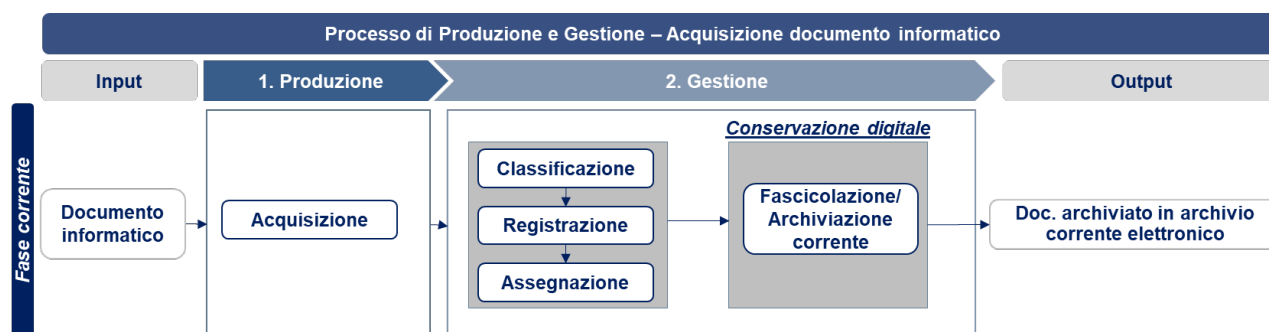 Processo di Produzione e Gestione – Acquisizione documento informatico
Input
1. Produzione
2. Gestione
Output
Fase corrente
Documento
informatico
Acquisizione
Classificazione
Registrazione
Assegnazione
Conservazione digitale
Fascicolazione/
Archiviazione
corrente
Doc. archiviato in archivio
corrente elettronico